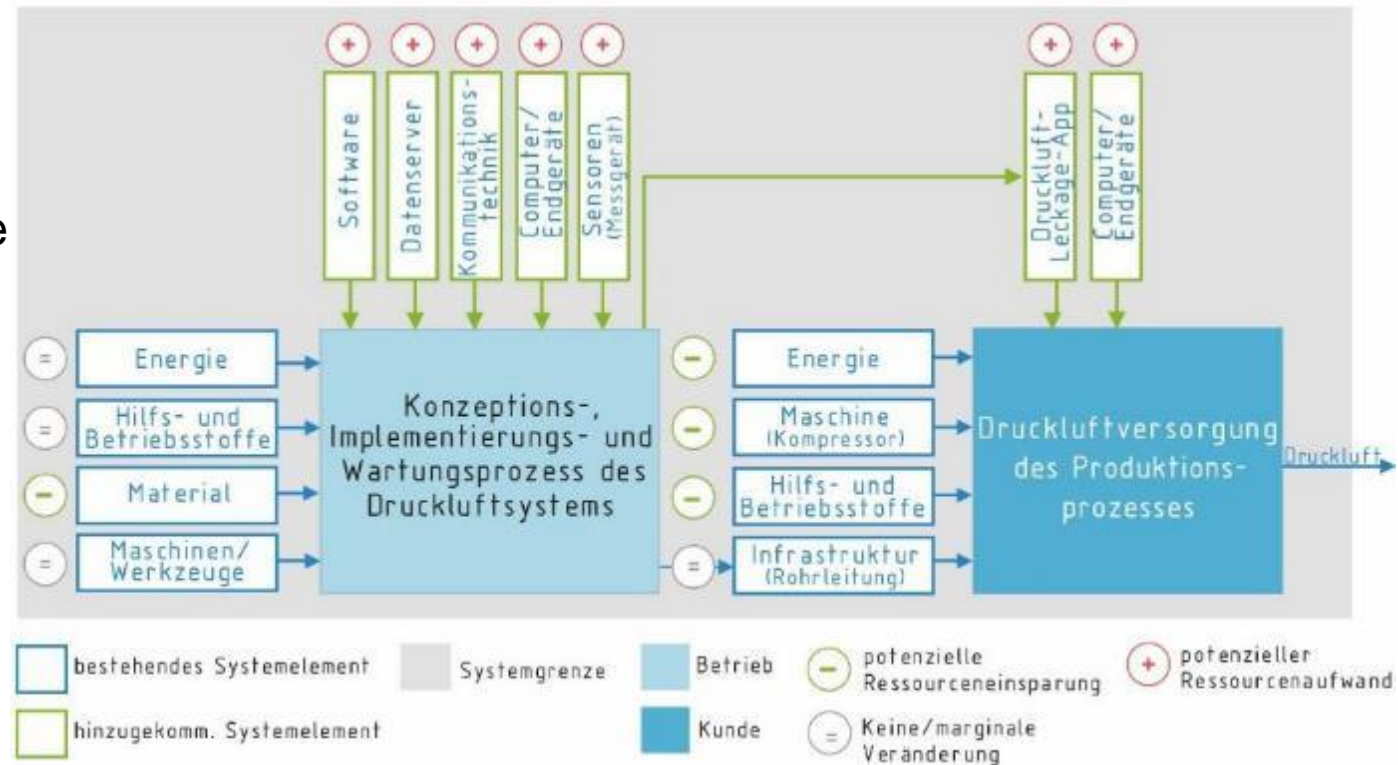 Software
Datenserver
Kommunikations-
technik
Computer/
Endgeräte
Sensoren
(Messgerät)
Druckluft-
Leckage-App
Computer/
Endgeräte
e
Energie
Hilfs- und
Betriebsstoffe
Material
Maschinen/
Werkzeuge
Konzeptions-,
Implementierungs- und
Wartungsprozess des
Druckluftsystems
Energie
Maschine
(Kompressor)
Hilfs- und
Betriebsstoffe
Infrastruktur
(Rohrleitung)
Druckluftversorgung
des Produktions-
prozesses
Druckluft
bestehendes Systemelement
hinzugekomm. Systemelement
Systemgrenze
Betrieb
Kunde
potenzielle
Ressourceneinsparung
Keine/marginale
Veränderung
potenzieller
Ressourcenaufwand